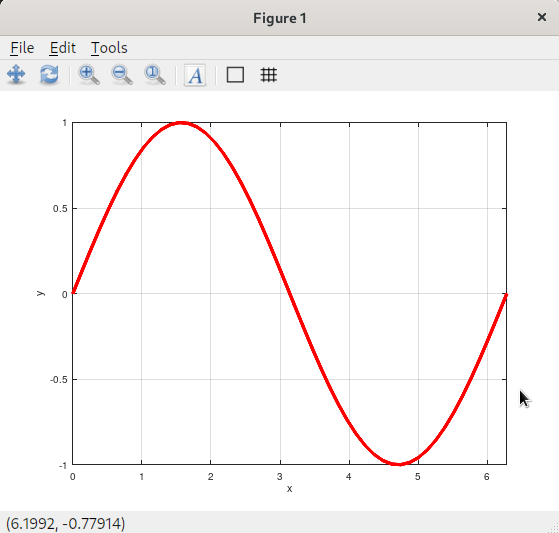 Figure 1
File Edit Tools
A
1
0.5
0
-0.5
-1
y
0 1 2 3 4 5 6
x
(6.1992, -0.77914)